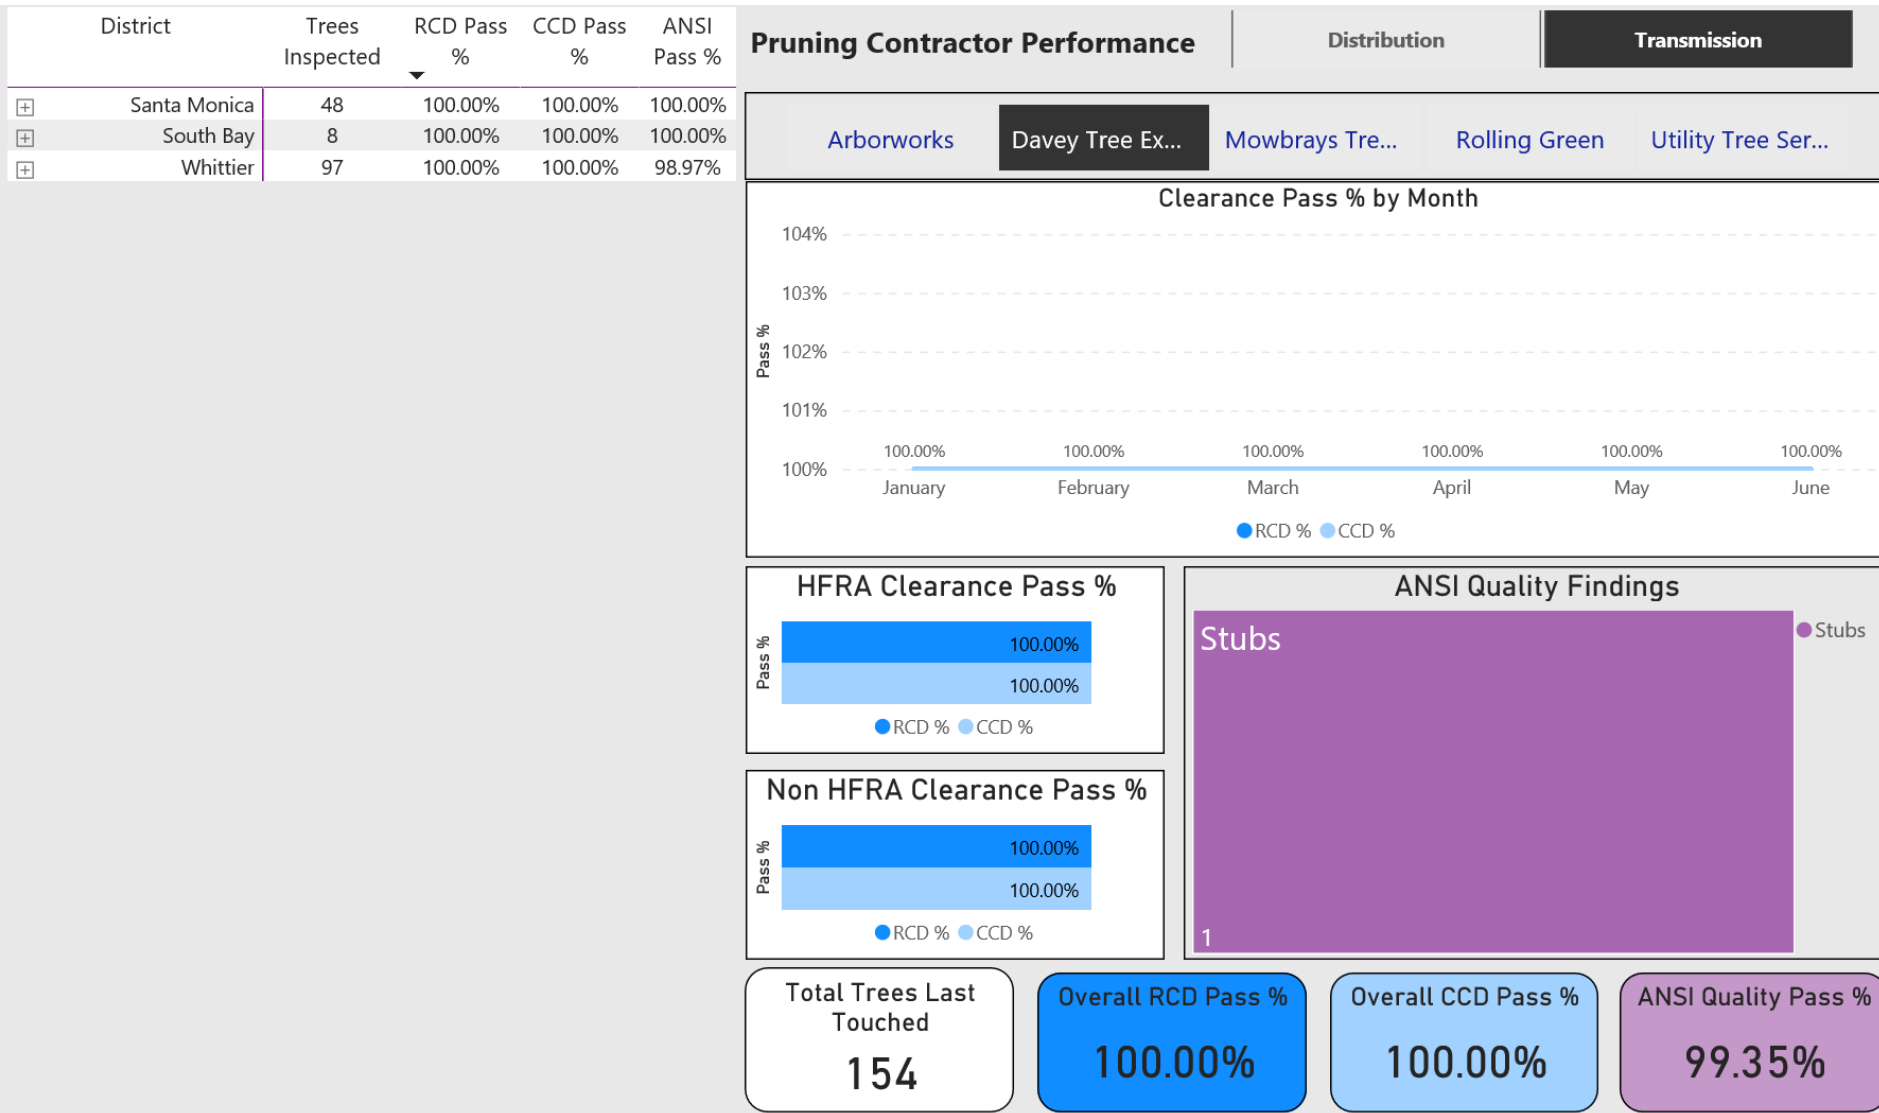 District Trees Inspected RCD Pass % CCD Pass % ANSI Pass %
Santa Monica 48 100.00% 100.00% 100.00%
South Bay 8 100.00% 100.00% 100.00%
Whittier 97 100.00% 100.00% 98.97%
Pruning Contractor Performance
Distribution
Transmission
Arborworks
Davey Tree Ex...
Mowbrays Tre...
Rolling Green
Utility Tree Ser...
Clearance Pass % by Month
Pass %
104%
103%
102%
101%
100%
100.00% 100.00% 100.00% 100.00% 100.00% 100.00%
January February March April May June
RCD % CCD %
HFRA Clearance Pass %
Pass %
100.00%
100.00%
RCD % CCD %
Non HFRA Clearance Pass %
Pass %
100.00%
100.00%
RCD % CCD %
ANSI Quality Findings
Stubs
1
Stubs
Total Trees Last
Touched
154
Overall RCD Pass %
100.00%
Overall CCD Pass %
100.00%
ANSI Quality Pass %
99.35%